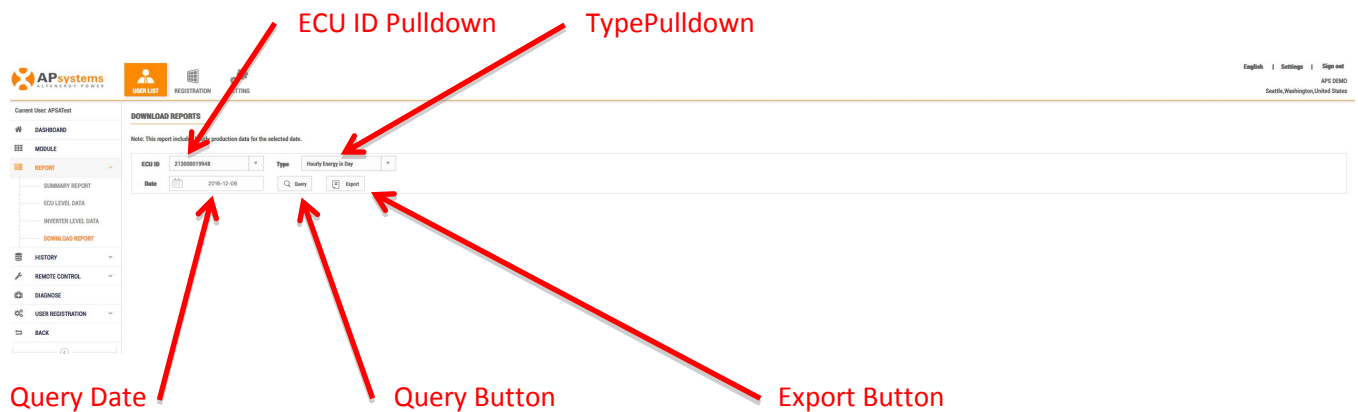 ECU ID Pulldown TypePulldown
APsystems
ALTENERGY POWER
USER LIST REGISTRATION
English | Settings | Sign out
APS DEMO
Seattle,Washington,United States
Current User: APSATest
DASHBOARD
MODULE
REPORT
SUMMARY REPORT
ECU LEVEL DATA
INVERTER LEVEL DATA
DOWNLOAD REPORT
HISTORY
REMOTE CONTROL
DIAGNOSE
USER REGISTRATION
BACK
DOWNLOAD REPORTS
Note: This report production data for the selected date.
ECU ID 213000019948 Type Hourly Energy in Day
Date 2016-12-06 Query Export
Query Date Query Button Export Button